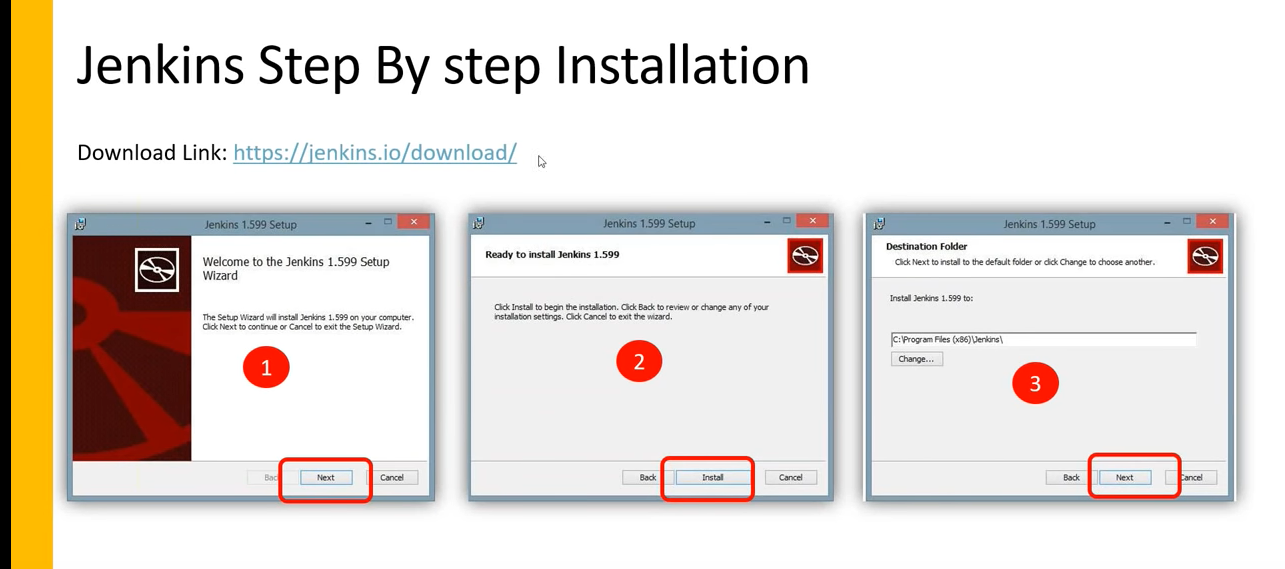 Jenkins Step By step Installation
Download Link: https://jenkins.io/download/
Jenkins 1.599 Setup
Welcome to the Jenkins 1.599 Setup
Wizard
The Setup Wizard will install Jenkins 1.599 on your computer.
Click Next to continue or Cancel to exit the Setup Wizard.
1
Back Next Cancel
Jenkins 1.599 Setup
Ready to install Jenkins 1.599
Click Install to begin the installation. Click Back to review or change any of your
installation settings. Click Cancel to exit the wizard.
2
Back Install Cancel
Jenkins 1.599 Setup
Destination Folder
Click Next to install to the default folder or click Change to choose another.
Install Jenkins 1.599 to:
C:\Program Files (x86)\Jenkins\
Change...
3
Back Next Cancel